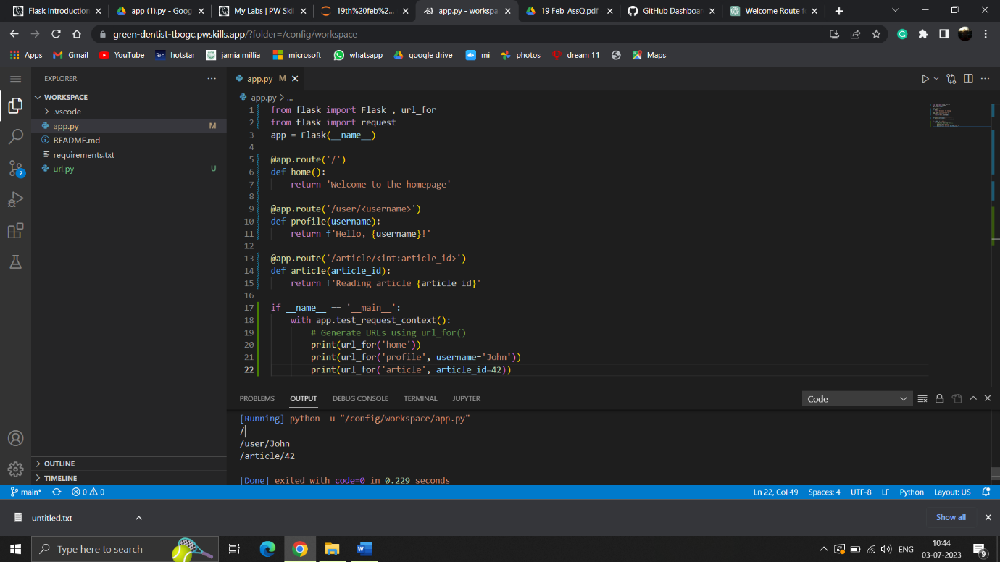 Flask Introduction
app (1).py - Goog
My Labs | PW Skil
19th%20feb%2...
app.py - workspa
19 Feb_AssQ.pdf
GitHub Dashboar
Welcome Route f
green-dentist-tbogc.pwskills.app/?folder=/config/workspace
Apps
Gmail
YouTube
hotstar
jamia millia
microsoft
whatsapp
google drive
mi
photos
dream 11
Maps
EXPLORER
WORKSPACE
.vscode
app.py M
README.md
requirements.txt
url.py U
2
OUTLINE
TIMELINE
app.py M
app.py > ...
1 from flask import Flask , url_for
2 from flask import request
3 app = Flask(__name__)
4
5 @app.route('/')
6 def home():
7 return 'Welcome to the homepage'
8
9 @app.route('/user/<username>')
10 def profile(username):
11 return f'Hello, {username}!'
12
13 @app.route('/article/<int:article_id>')
14 def article(article_id):
15 return f'Reading article {article_id}'
16
17 if __name__ == '__main__':
18 with app.test_request_context():
19 # Generate URLs using url_for()
20 print(url_for('home'))
21 print(url_for('profile', username='John'))
22 print(url_for('article', article_id=42))
PROBLEMS OUTPUT DEBUG CONSOLE TERMINAL JUPYTER
Code
[Running] python -u "/config/workspace/app.py"
/
/user/John
/article/42
[Done] exited with code=0 in 0.229 seconds
main* 0 0 Ln 22, Col 49 Spaces: 4 UTF-8 LF Python Layout: US
untitled.txt
Show all
Type here to search
ENG
10:44
03-07-2023
9